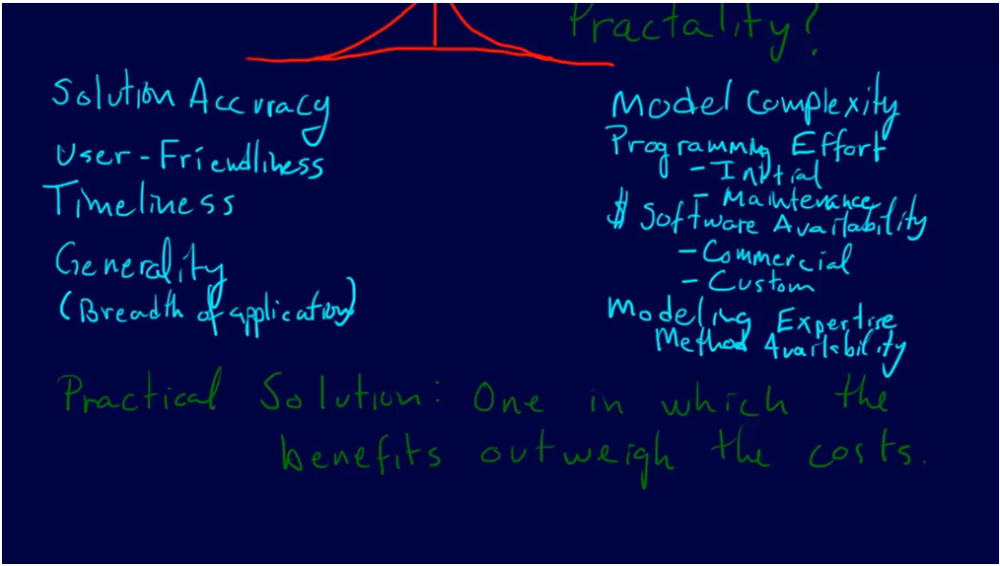 Practality?
Solution Accuracy
User-Friendliness
Timeliness
Generality
(Breadth of application)
Model Complexity
Programming Effort
- Initial
- Maintenance
$ Software Availability
- Commercial
- Custom
Modeling Expertise
Method Availability
Practical Solution: One in which the
benefits outweigh the costs.